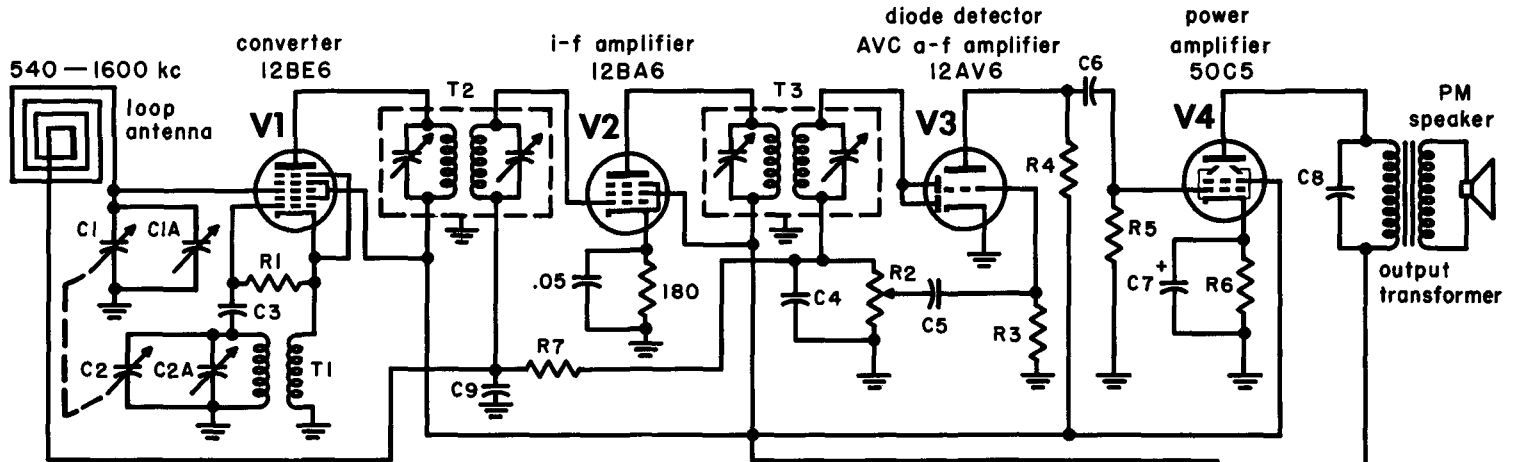 540 — 1600 kc
loop
antenna
converter
12BE6
V1
T2
i-f amplifier
12BA6
V2
T3
diode detector
AVC a-f amplifier
12AV6
V3
C6
power
amplifier
50C5
V4
PM
speaker
C1
C1A
R1
C3
C2
C2A
T1
.05
180
R7
C9
C4
R2
C5
R3
R4
R5
C7
+
R6
C8
output
transformer